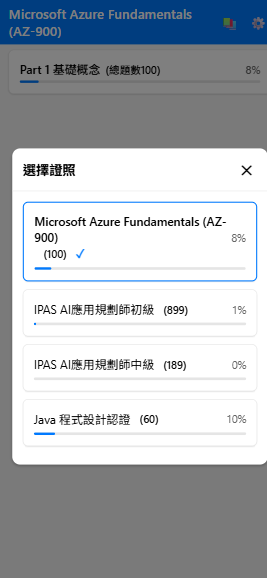 Microsoft Azure Fundamentals
(AZ-900)
Part 1 基礎概念 (總題數100) 8%
選擇證照
Microsoft Azure Fundamentals (AZ-
900) 8%
(100)
IPAS AI應用規劃師初級 (899) 1%
IPAS AI應用規劃師中級 (189) 0%
Java 程式設計認證 (60) 10%